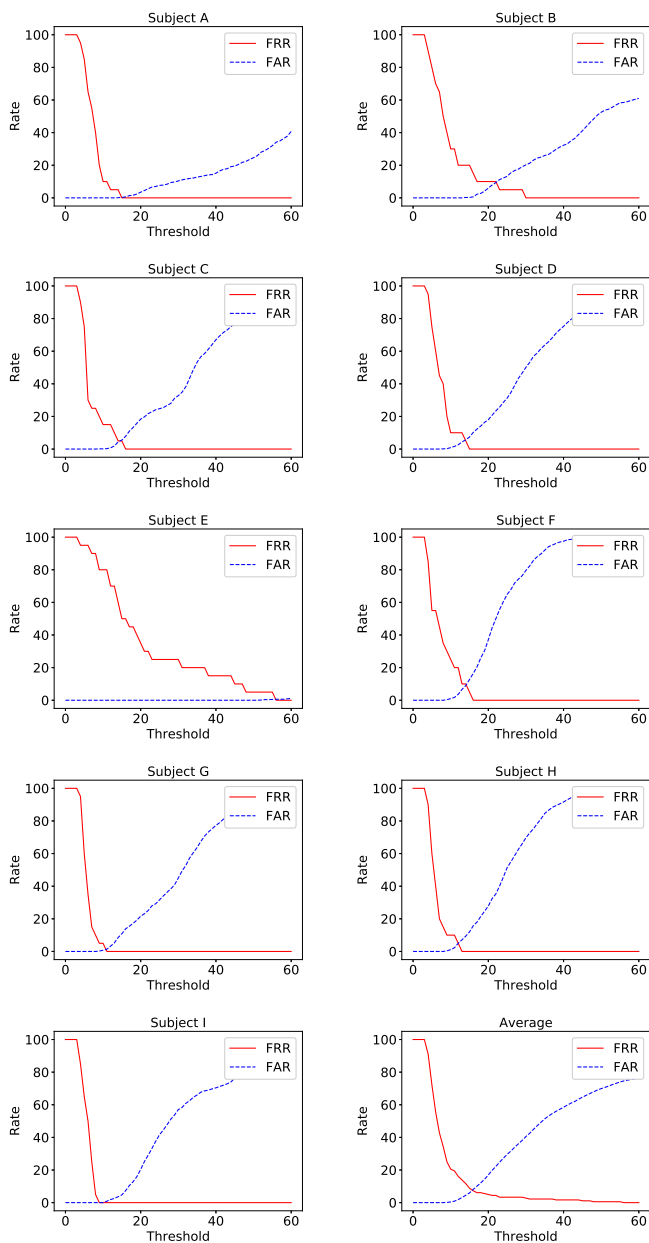 Subject A
100
80
60
40
20
0
Rate
0 20 40 60
Threshold
FRR
FAR
Subject B
100
80
60
40
20
0
Rate
0 20 40 60
Threshold
FRR
FAR
Subject C
100
80
60
40
20
0
Rate
0 20 40 60
Threshold
FRR
FAR
Subject D
100
80
60
40
20
0
Rate
0 20 40 60
Threshold
FRR
FAR
Subject E
100
80
60
40
20
0
Rate
0 20 40 60
Threshold
FRR
FAR
Subject F
100
80
60
40
20
0
Rate
0 20 40 60
Threshold
FRR
FAR
Subject G
100
80
60
40
20
0
Rate
0 20 40 60
Threshold
FRR
FAR
Subject H
100
80
60
40
20
0
Rate
0 20 40 60
Threshold
FRR
FAR
Subject I
100
80
60
40
20
0
Rate
0 20 40 60
Threshold
FRR
FAR
Average
100
80
60
40
20
0
Rate
0 20 40 60
Threshold
FRR
FAR